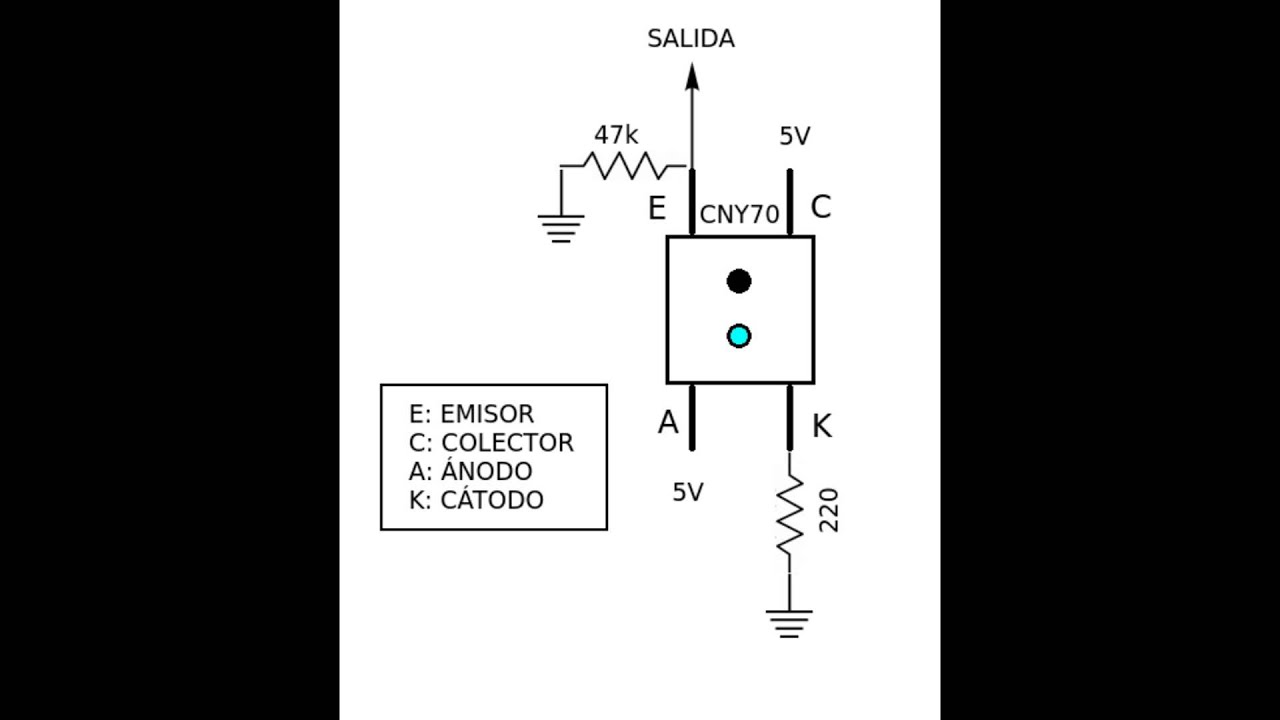 SALIDA
47k
5V
E
CNY70
C
A
K
5V
220
E: EMISOR
C: COLECTOR
A: ÁNODO
K: CÁTODO